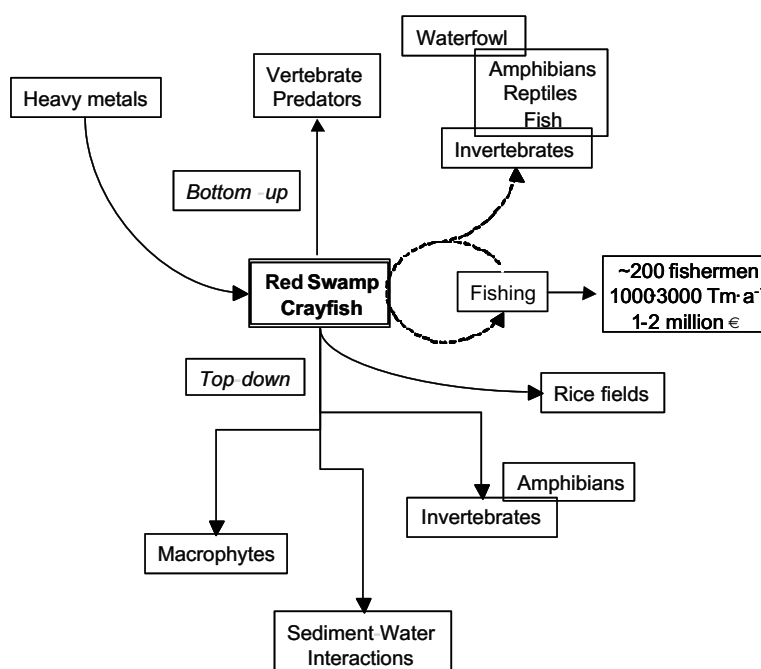 Waterfowl
Heavy metals
Vertebrate
Predators
Amphibians
Reptiles
Fish
Invertebrates
Bottom-up
Red Swamp
Crayfish
Fishing
~200 fishermen
1000-3000 Tm·a⁻¹
1-2 million €
Top-down
Rice fields
Amphibians
Invertebrates
Macrophytes
Sediment-Water
Interactions